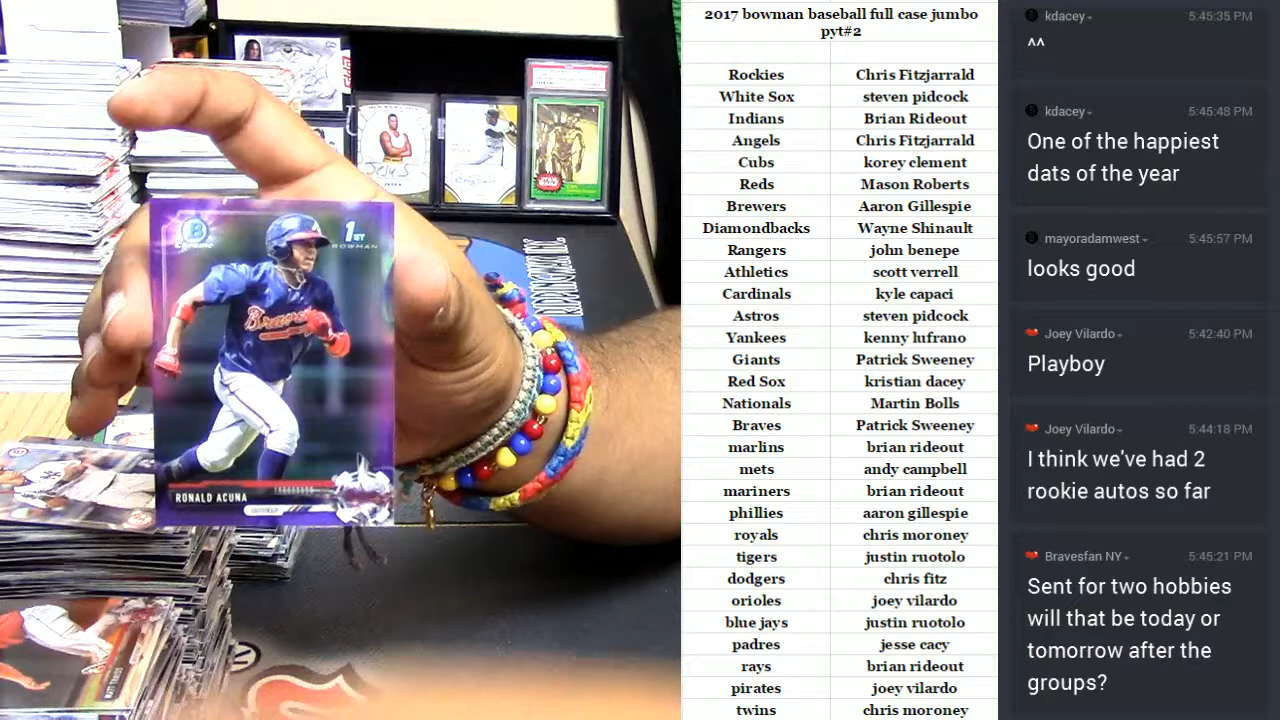 B
Chrome
1ST
BOWMAN
Braves
RONALD ACUNA
OUTFIELD
STAR WARS
2017 bowman baseball full case jumbo
pyt#2
Rockies Chris Fitzjarrald
White Sox steven pidcock
Indians Brian Rideout
Angels Chris Fitzjarrald
Cubs korey clement
Reds Mason Roberts
Brewers Aaron Gillespie
Diamondbacks Wayne Shinault
Rangers john benepe
Athletics scott verrell
Cardinals kyle capaci
Astros steven pidcock
Yankees kenny lufrano
Giants Patrick Sweeney
Red Sox kristian dacey
Nationals Martin Bolls
Braves Patrick Sweeney
marlins brian rideout
mets andy campbell
mariners brian rideout
phillies aaron gillespie
royals chris moroney
tigers justin ruotolo
dodgers chris fitz
orioles joey vilardo
blue jays justin ruotolo
padres jesse cacy
rays brian rideout
pirates joey vilardo
twins chris moroney
kdacey 5:45:35 PM
^^
kdacey 5:45:48 PM
One of the happiest
dats of the year
mayoradamwest 5:45:57 PM
looks good
Joey Vilardo 5:42:40 PM
Playboy
Joey Vilardo 5:44:18 PM
I think we've had 2
rookie autos so far
Bravesfan NY 5:45:21 PM
Sent for two hobbies
will that be today or
tomorrow after the
groups?